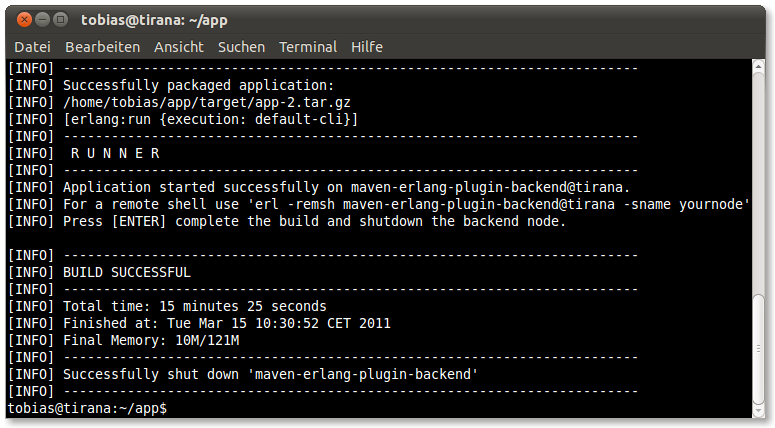 tobias@tirana: ~/app
Datei Bearbeiten Ansicht Suchen Terminal Hilfe
[INFO] ------------------------------------------------------------------------
[INFO] Successfully packaged application:
[INFO] /home/tobias/app/target/app-2.tar.gz
[INFO] [erlang:run {execution: default-cli}]
[INFO] ------------------------------------------------------------------------
[INFO]  R U N N E R
[INFO] ------------------------------------------------------------------------
[INFO] Application started successfully on maven-erlang-plugin-backend@tirana.
[INFO] For a remote shell use 'erl -remsh maven-erlang-plugin-backend@tirana -sname yournode'
[INFO] Press [ENTER] complete the build and shutdown the backend node.
[INFO] ------------------------------------------------------------------------
[INFO] BUILD SUCCESSFUL
[INFO] ------------------------------------------------------------------------
[INFO] Total time: 15 minutes 25 seconds
[INFO] Finished at: Tue Mar 15 10:30:52 CET 2011
[INFO] Final Memory: 10M/121M
[INFO] ------------------------------------------------------------------------
[INFO] Successfully shut down 'maven-erlang-plugin-backend'
[INFO] ------------------------------------------------------------------------
tobias@tirana:~/app$